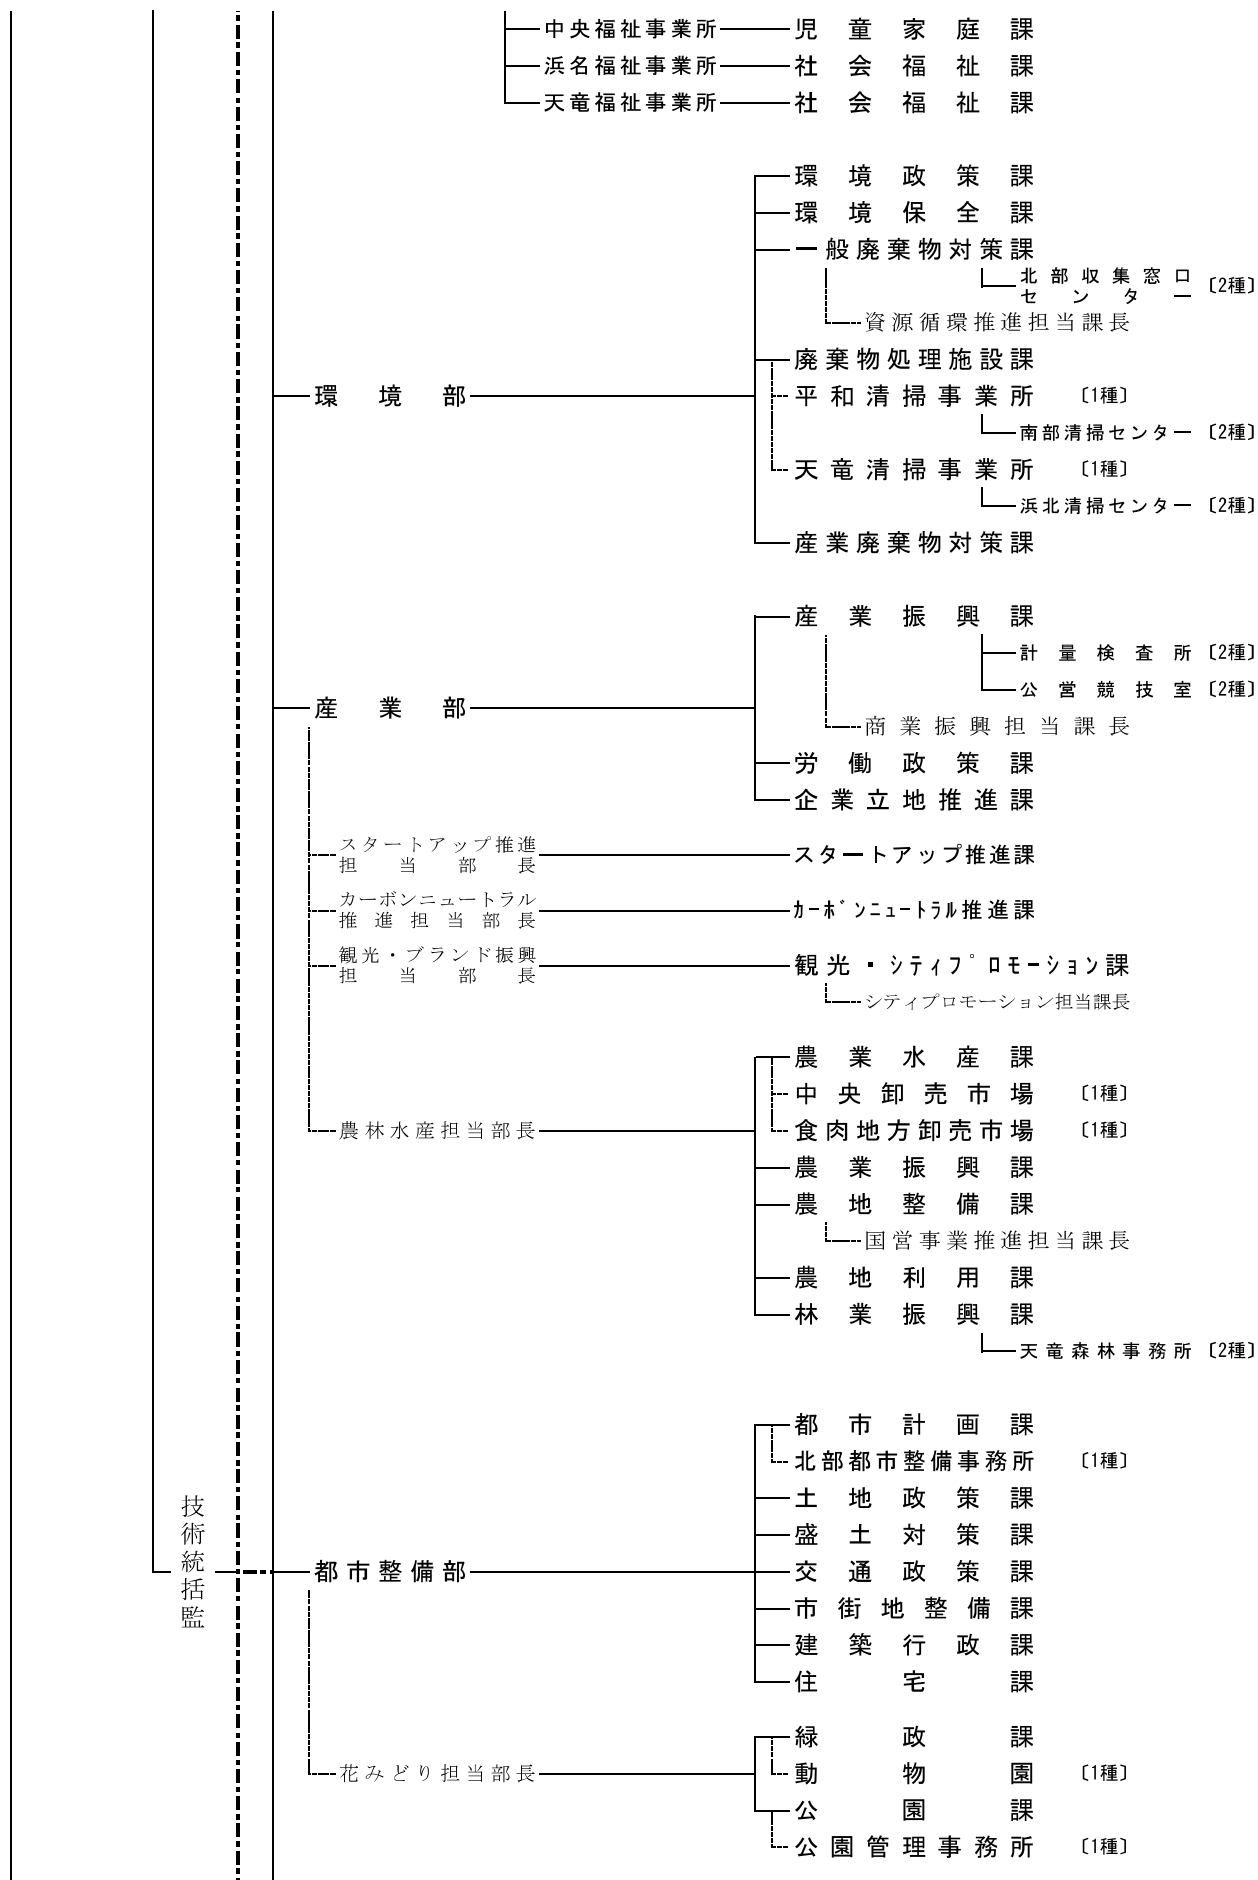 中央福祉事業所 児童家庭課
浜名福祉事業所 社会福祉課
天竜福祉事業所 社会福祉課
環境政策課
環境保全課
一般廃棄物対策課
北部収集窓口
センター 〔2種〕
資源循環推進担当課長
廃棄物処理施設課
環境部 平和清掃事業所 〔1種〕
南部清掃センター 〔2種〕
天竜清掃事業所 〔1種〕
浜北清掃センター 〔2種〕
産業廃棄物対策課
産業振興課
計量検査所 〔2種〕
公営競技室 〔2種〕
産業部
商業振興担当課長
労働政策課
企業立地推進課
スタートアップ推進
担当部長
スタートアップ推進課
カーボンニュートラル
推進担当部長
カーボンニュートラル推進課
観光・ブランド振興
担当部長
観光・シティプロモーション課
シティプロモーション担当課長
農業水産課
中央卸売市場 〔1種〕
農林水産担当部長 食肉地方卸売市場 〔1種〕
農業振興課
農地整備課
国営事業推進担当課長
農地利用課
林業振興課
天竜森林事務所 〔2種〕
都市計画課
北部都市整備事務所 〔1種〕
土地政策課
盛土対策課
技術統括監
都市整備部 交通政策課
市街地整備課
建築行政課
住宅課
緑政課
花みどり担当部長 動物園 〔1種〕
公園課
公園管理事務所 〔1種〕